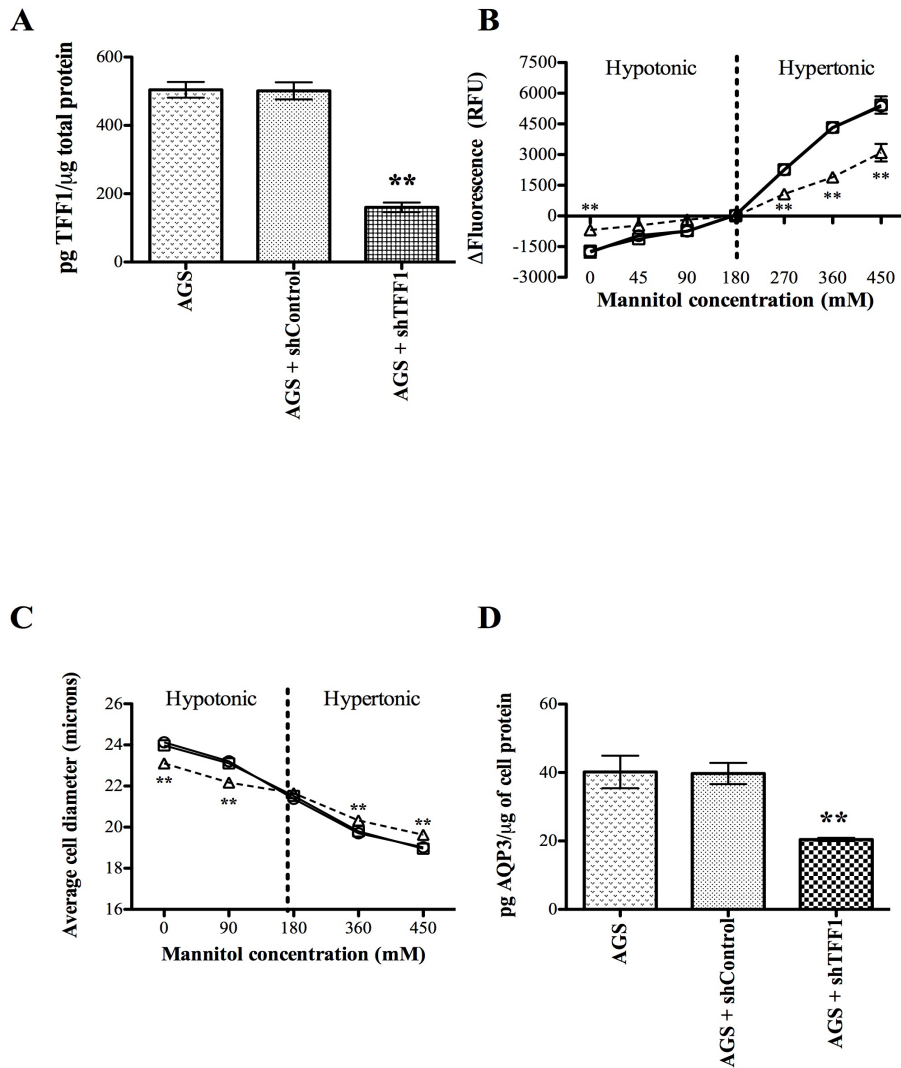 A
pg TFF1/μg total protein
600
400
200
0
**
AGS
AGS + shControl
AGS + shTFF1
B
ΔFluorescence (RFU)
7500
6000
4500
3000
1500
0
-1500
-3000
Hypotonic
Hypertonic
**
**
**
**
0 45 90 180 270 360 450
Mannitol concentration (mM)
C
Average cell diameter (microns)
26
24
22
20
18
16
Hypotonic
Hypertonic
**
**
**
**
0 90 180 360 450
Mannitol concentration (mM)
D
pg AQP3/μg of cell protein
60
40
20
0
**
AGS
AGS + shControl
AGS + shTFF1